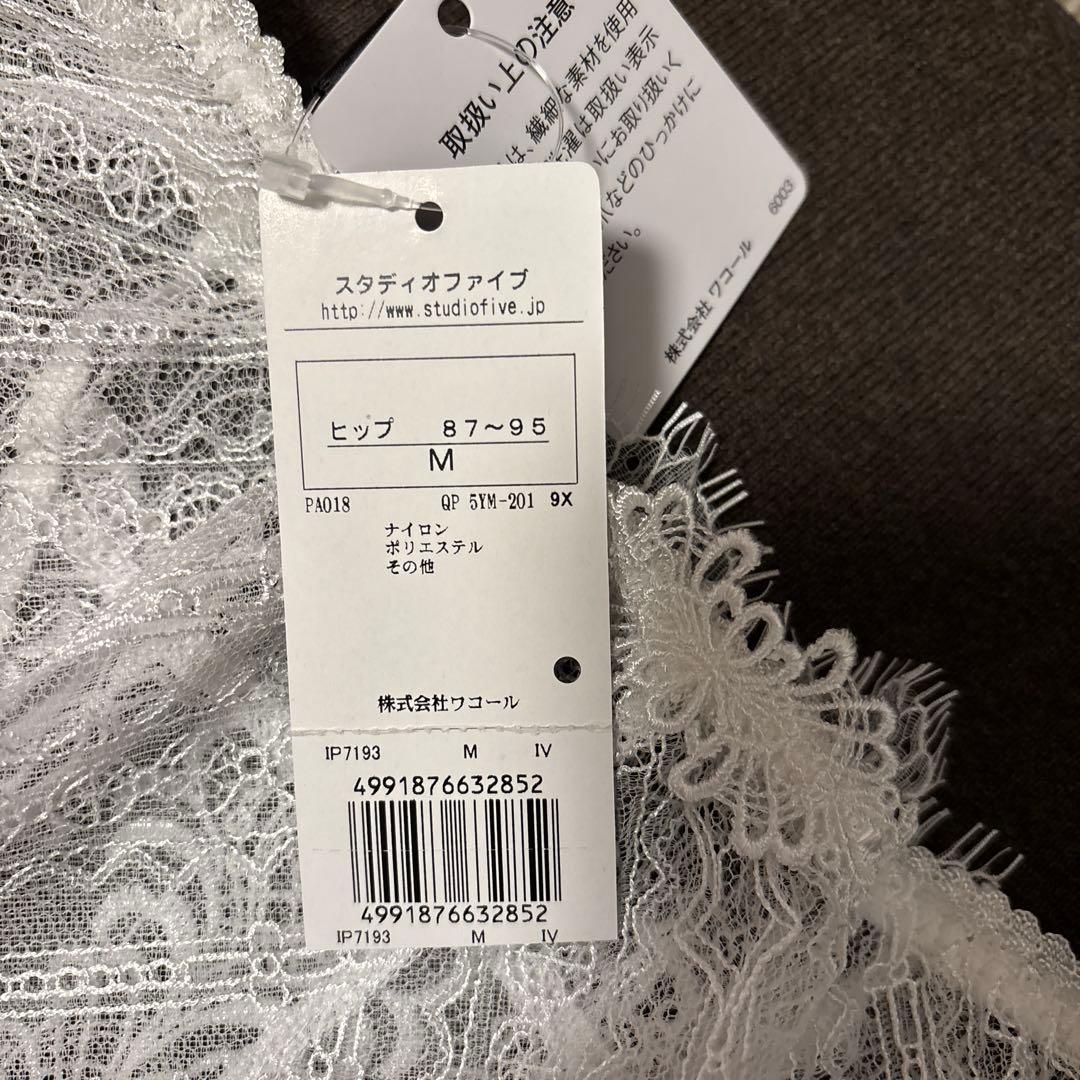 取扱い上の注意
は、繊細な素材を使用
濯は取扱い表示
にお取り扱いく
などのひっかけに
ださい。
6003
株式会社 ワコール
スタディオファイブ
http://www.studiofive.jp
ヒップ 87～95
M
PA018 QP 5YM-201 9X
ナイロン
ポリエステル
その他
株式会社ワコール
IP7193 M IV
4991876632852
4991876632852
IP7193 M IV